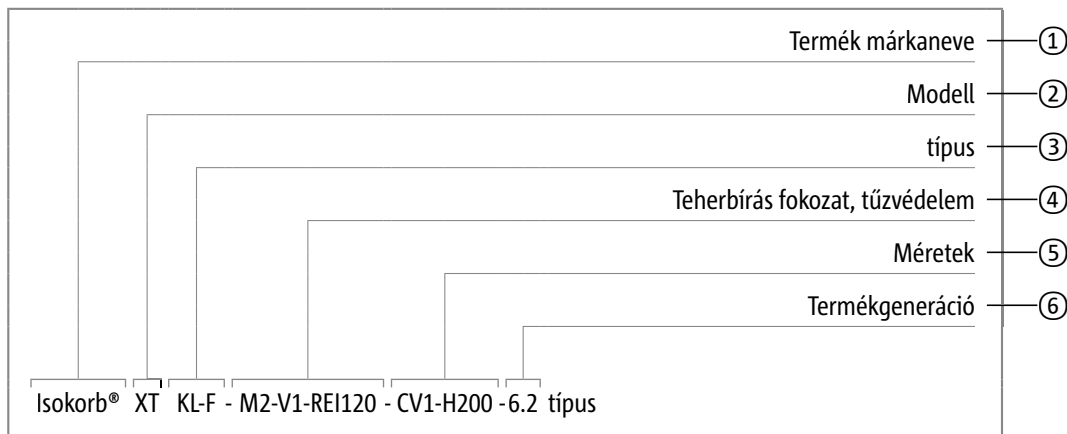 Termék márkaneve ①
Modell ②
típus ③
Teherbírás fokozat, tűzvédelem ④
Méretek ⑤
Termékgeneráció ⑥
Isokorb® XT KL-F - M2-V1-REI120 - CV1-H200 -6.2 típus